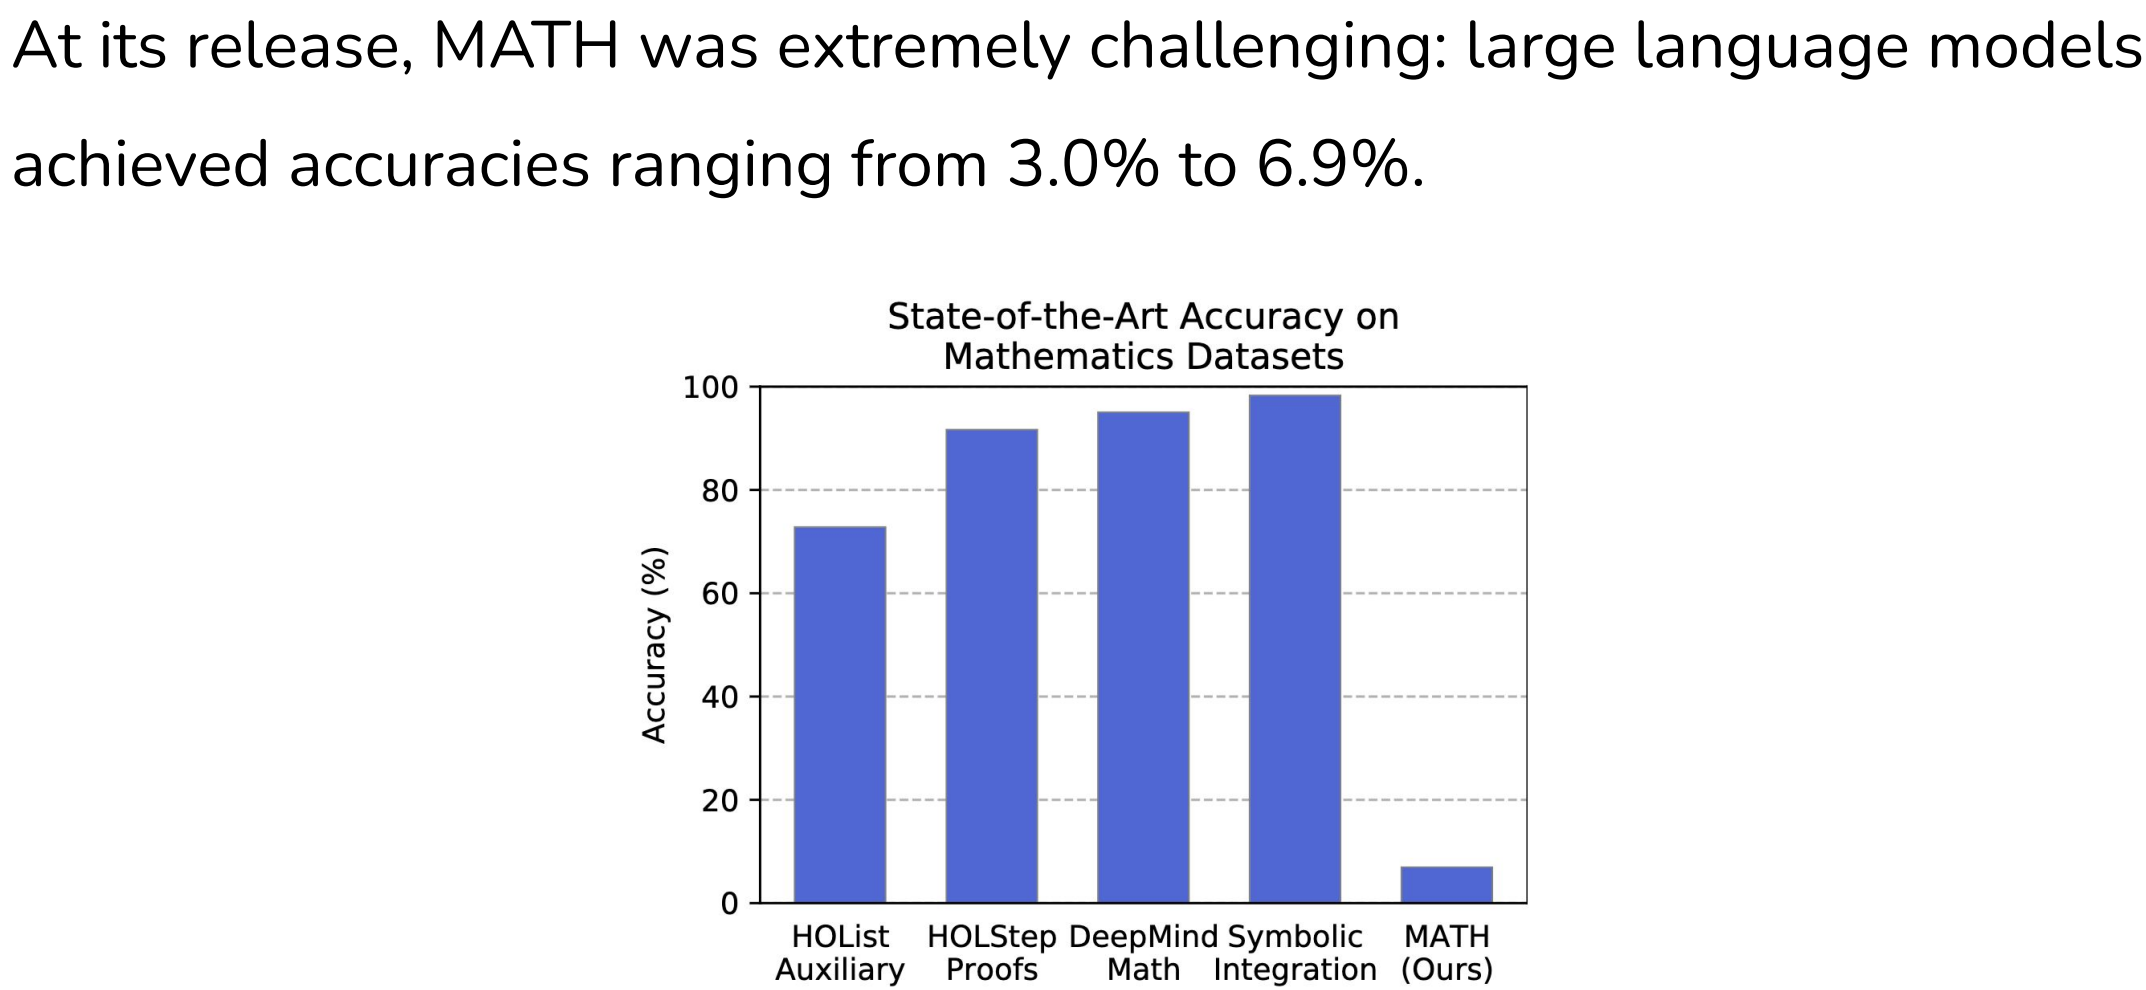 At its release, MATH was extremely challenging: large language models
achieved accuracies ranging from 3.0% to 6.9%.
State-of-the-Art Accuracy on
Mathematics Datasets
100
80
60
40
20
0
Accuracy (%)
HOList
Auxiliary
HOLStep
Proofs
DeepMind
Math
Symbolic
Integration
MATH
(Ours)